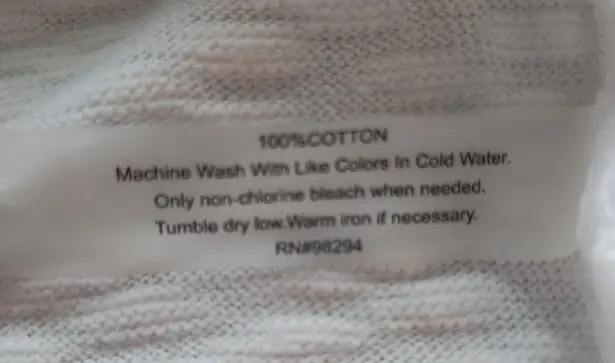 100%COTTON
Machine Wash With Like Colors In Cold Water.
Only non-chlorine bleach when needed.
Tumble dry low.Warm iron if necessary.
RN#98294